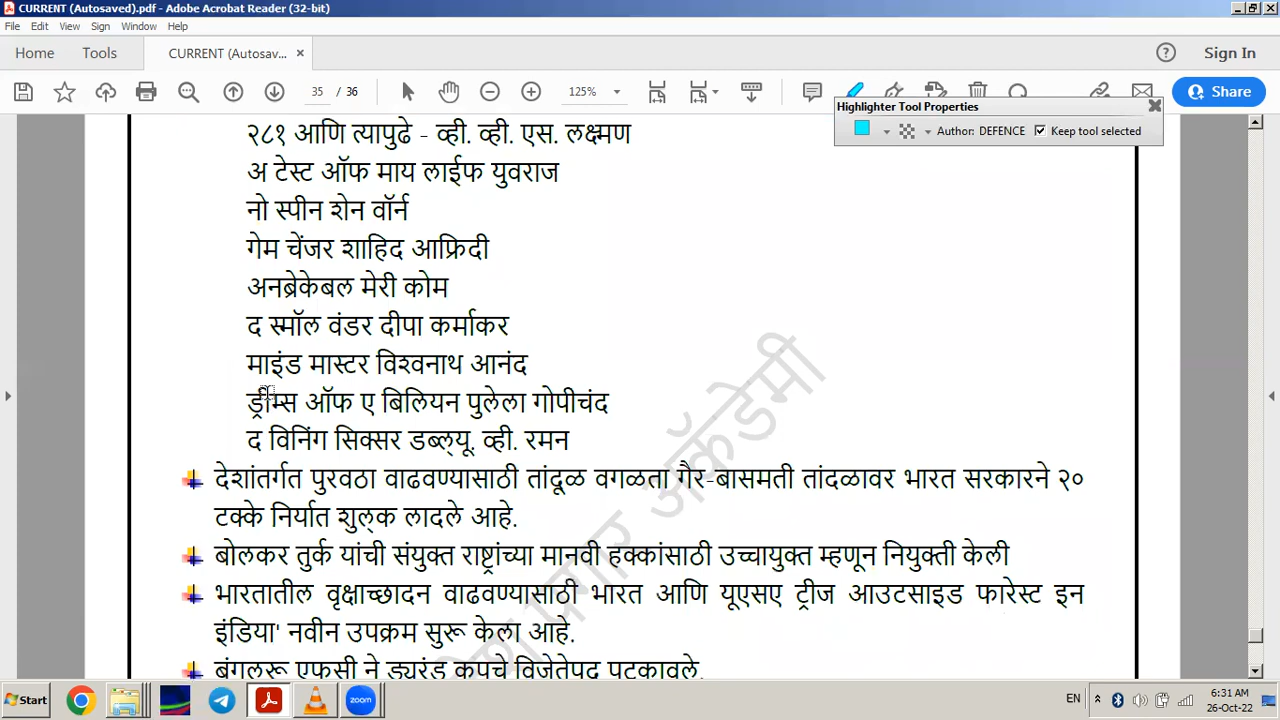 CURRENT (Autosaved).pdf - Adobe Acrobat Reader (32-bit)
File Edit View Sign Window Help
Home Tools CURRENT (Autosav... × Sign In
35 / 36 125% Share
Highlighter Tool Properties
Author: DEFENCE Keep tool selected
२८१ आणि त्यापुढे - व्ही. व्ही. एस. लक्ष्मण
अ टेस्ट ऑफ माय लाईफ युवराज
नो स्पीन शेन वॉर्न
गेम चेंजर शाहिद आफ्रिदी
अनब्रेकेबल मेरी कोम
द स्मॉल वंडर दीपा कर्माकर
माइंड मास्टर विश्वनाथ आनंद
ड्रीम्स ऑफ ए बिलियन पुलेला गोपीचंद
द विनिंग सिक्सर डब्ल्यू. व्ही. रमन
देशांतर्गत पुरवठा वाढवण्यासाठी तांदूळ वगळता गैर-बासमती तांदळावर भारत सरकारने २०
टक्के निर्यात शुल्क लादले आहे.
बोलकर तुर्क यांची संयुक्त राष्ट्रांच्या मानवी हक्कांसाठी उच्चायुक्त म्हणून नियुक्ती केली
भारतातील वृक्षाच्छादन वाढवण्यासाठी भारत आणि यूएसए ट्रीज आउटसाइड फॉरेस्ट इन
इंडिया' नवीन उपक्रम सुरू केला आहे.
बंगलरू एफसी ने ड्युरंड कपचे विजेतेपद पटकावले.
पगार अकॅडेमी
Start zoom EN 6:31 AM
26-Oct-22